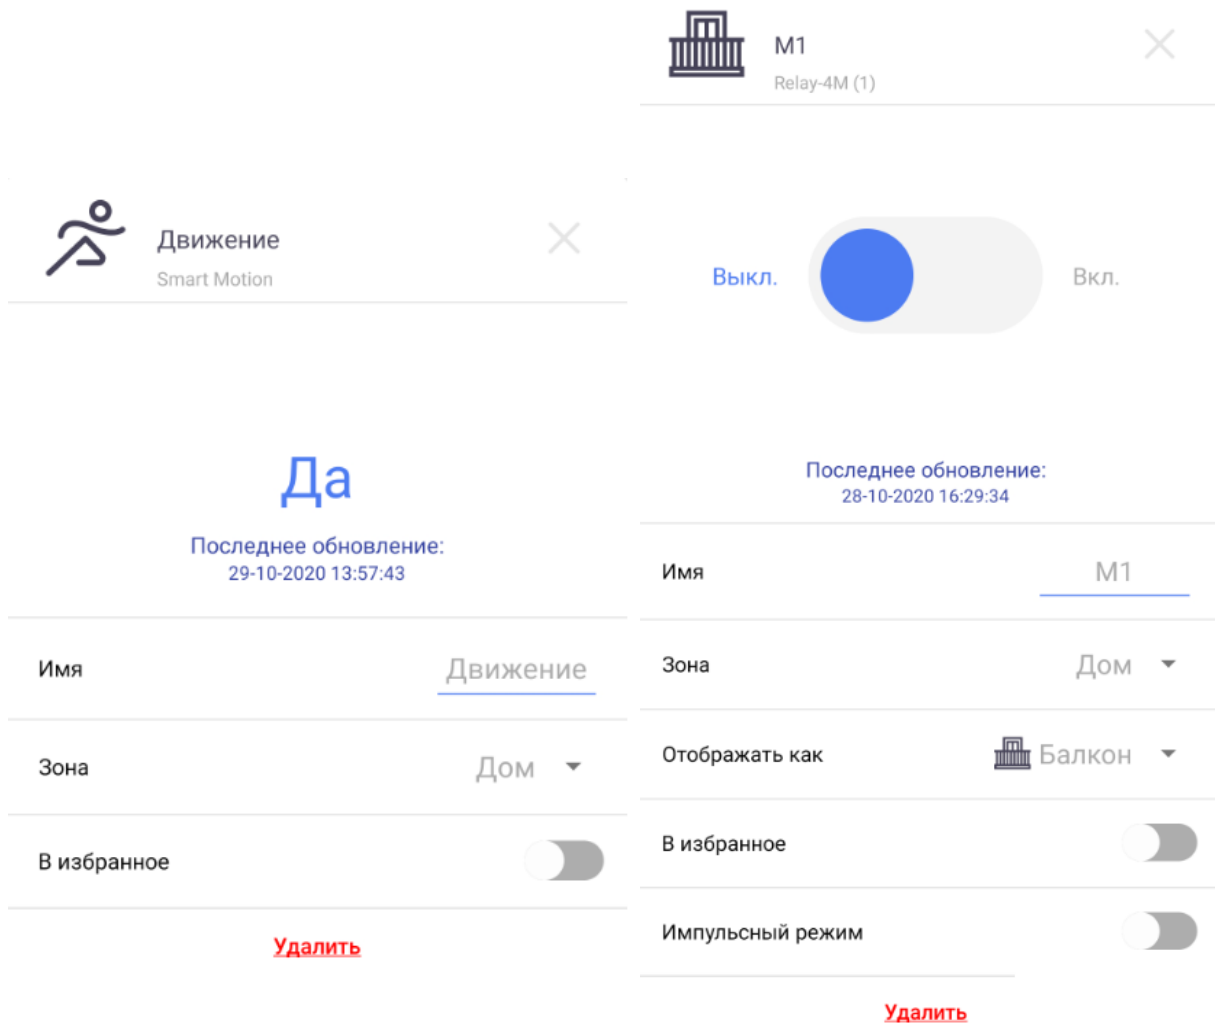 Движение
Smart Motion
Да
Последнее обновление:
29-10-2020 13:57:43
Имя
Движение
Зона
Дом
В избранное
Удалить
M1
Relay-4M (1)
Выкл.
Вкл.
Последнее обновление:
28-10-2020 16:29:34
Имя
M1
Зона
Дом
Отображать как
Балкон
В избранное
Импульсный режим
Удалить